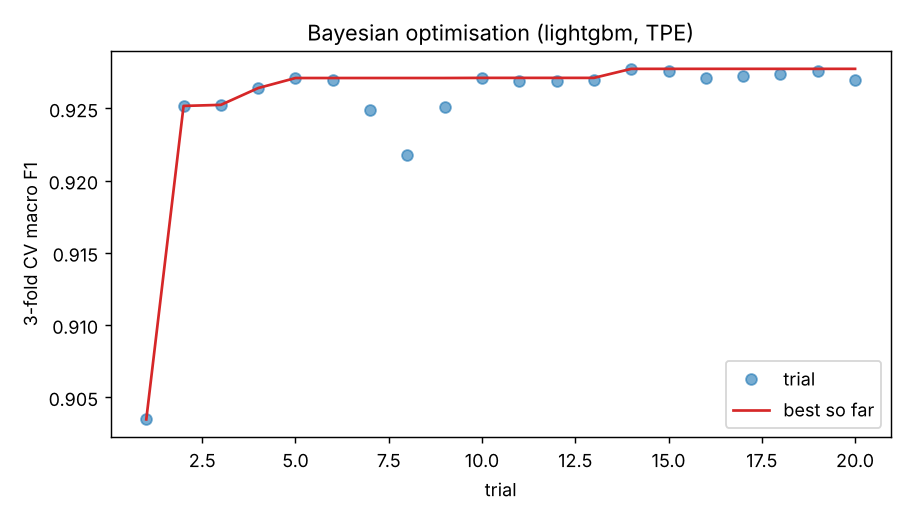 Bayesian optimisation (lightgbm, TPE)
3-fold CV macro F1
0.925
0.920
0.915
0.910
0.905
2.5 5.0 7.5 10.0 12.5 15.0 17.5 20.0
trial
trial
best so far